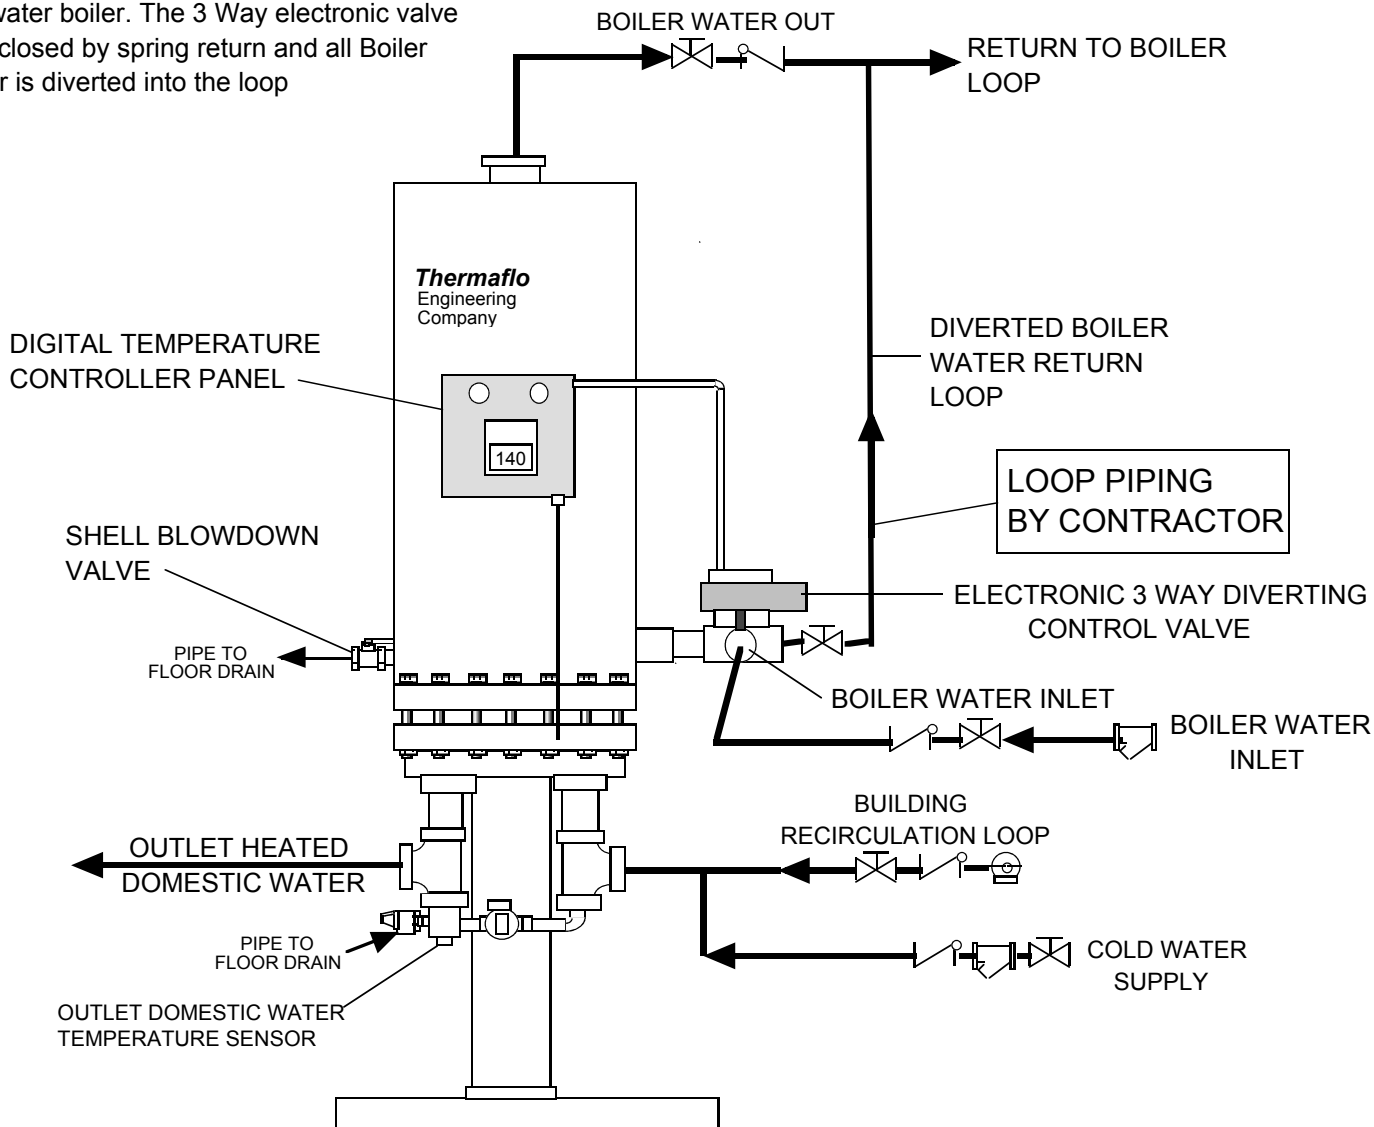 water boiler. The 3 Way electronic valve
closed by spring return and all Boiler
r is diverted into the loop
BOILER WATER OUT
RETURN TO BOILER
LOOP
Thermaflo
Engineering
Company
DIGITAL TEMPERATURE
CONTROLLER PANEL
DIVERTED BOILER
WATER RETURN
LOOP
140
LOOP PIPING
BY CONTRACTOR
SHELL BLOWDOWN
VALVE
ELECTRONIC 3 WAY DIVERTING
CONTROL VALVE
PIPE TO
FLOOR DRAIN
BOILER WATER INLET
BOILER WATER
INLET
BUILDING
RECIRCULATION LOOP
OUTLET HEATED
DOMESTIC WATER
PIPE TO
FLOOR DRAIN
COLD WATER
SUPPLY
OUTLET DOMESTIC WATER
TEMPERATURE SENSOR